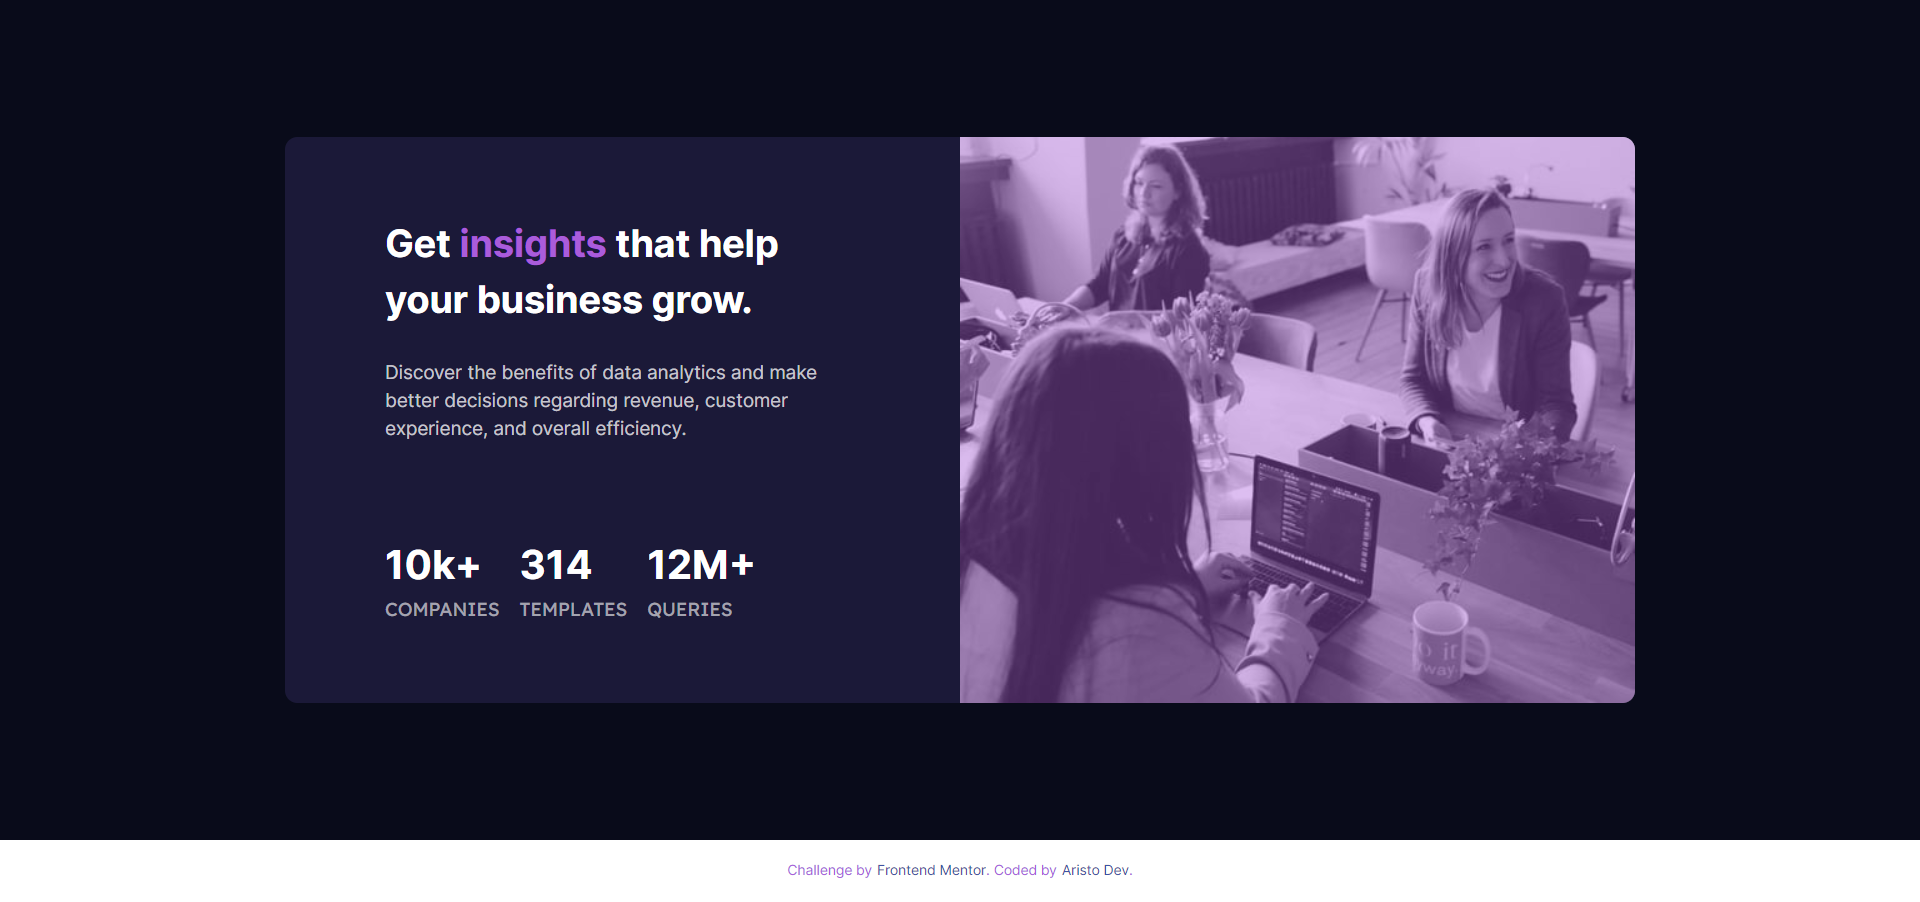 Get insights that help
your business grow.
Discover the benefits of data analytics and make
better decisions regarding revenue, customer
experience, and overall efficiency.
10k+ 314 12M+
COMPANIES TEMPLATES QUERIES
Challenge by Frontend Mentor. Coded by Aristo Dev.